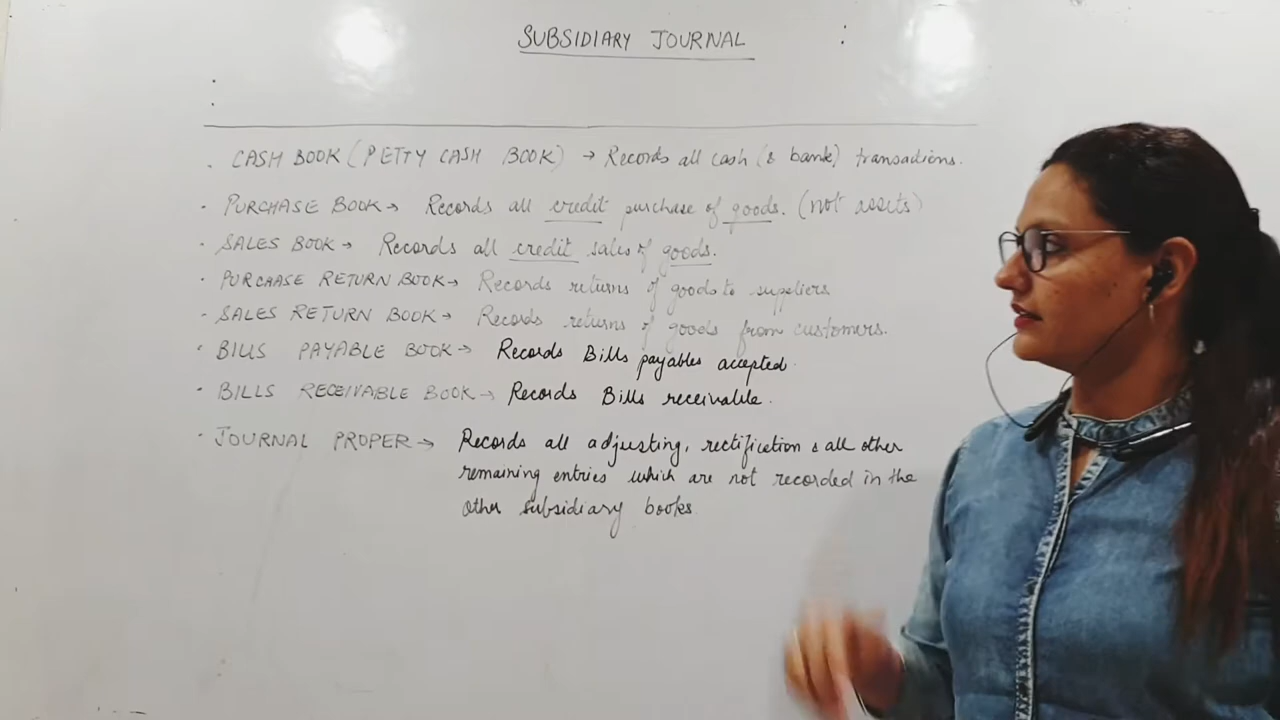 SUBSIDIARY JOURNAL
CASH BOOK (PETTY CASH BOOK) → Records all cash (& bank) transactions.
PURCHASE BOOK → Records all credit purchase of goods. (not assets)
SALES BOOK → Records all credit sales of goods.
PURCHASE RETURN BOOK → Records returns of goods to suppliers
SALES RETURN BOOK → Records returns of goods from customers.
BILLS PAYABLE BOOK → Records Bills payables accepted.
BILLS RECEIVABLE BOOK → Records Bills receivable.
JOURNAL PROPER → Records all adjusting, rectification & all other
remaining entries which are not recorded in the
other subsidiary books.